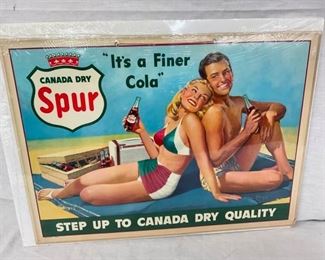 CANADA DRY
Spur
"It's a Finer
Cola"
STEP UP TO CANADA DRY QUALITY